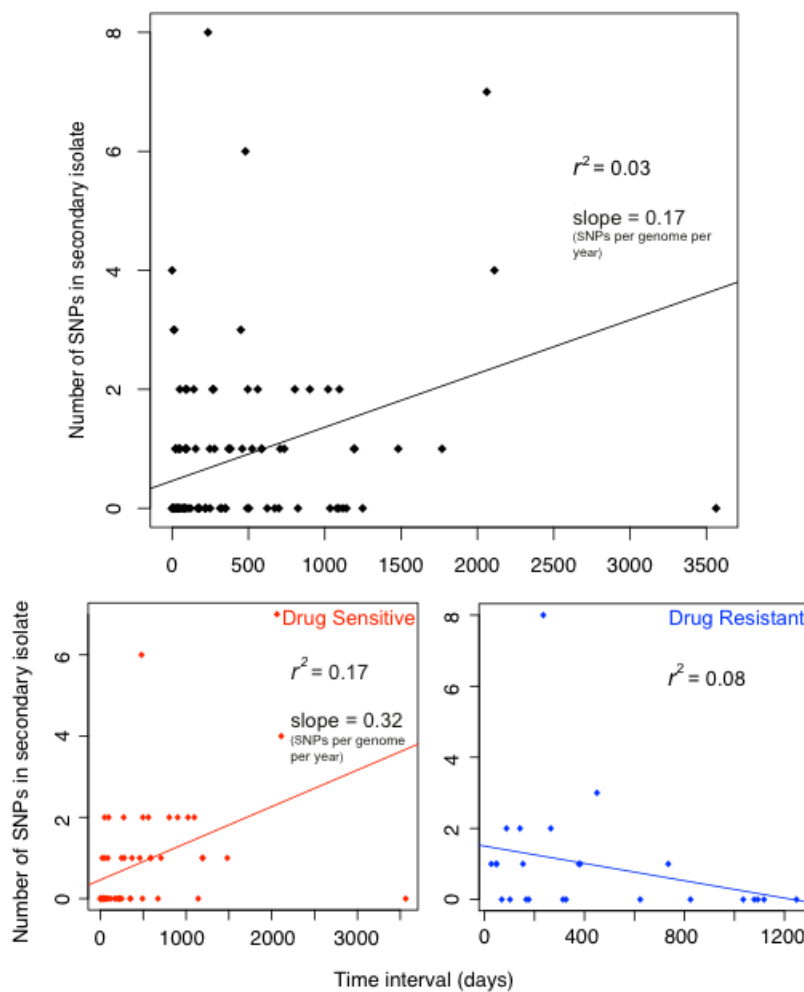 Number of SNPs in secondary isolate
8
6
4
2
0
r² = 0.03
slope = 0.17
(SNPs per genome per
year)
0 500 1000 1500 2000 2500 3000 3500
Number of SNPs in secondary isolate
6
4
2
0
Drug Sensitive
r² = 0.17
slope = 0.32
(SNPs per genome
per year)
0 1000 2000 3000
8
6
4
2
0
Drug Resistant
r² = 0.08
0 400 800 1200
Time interval (days)